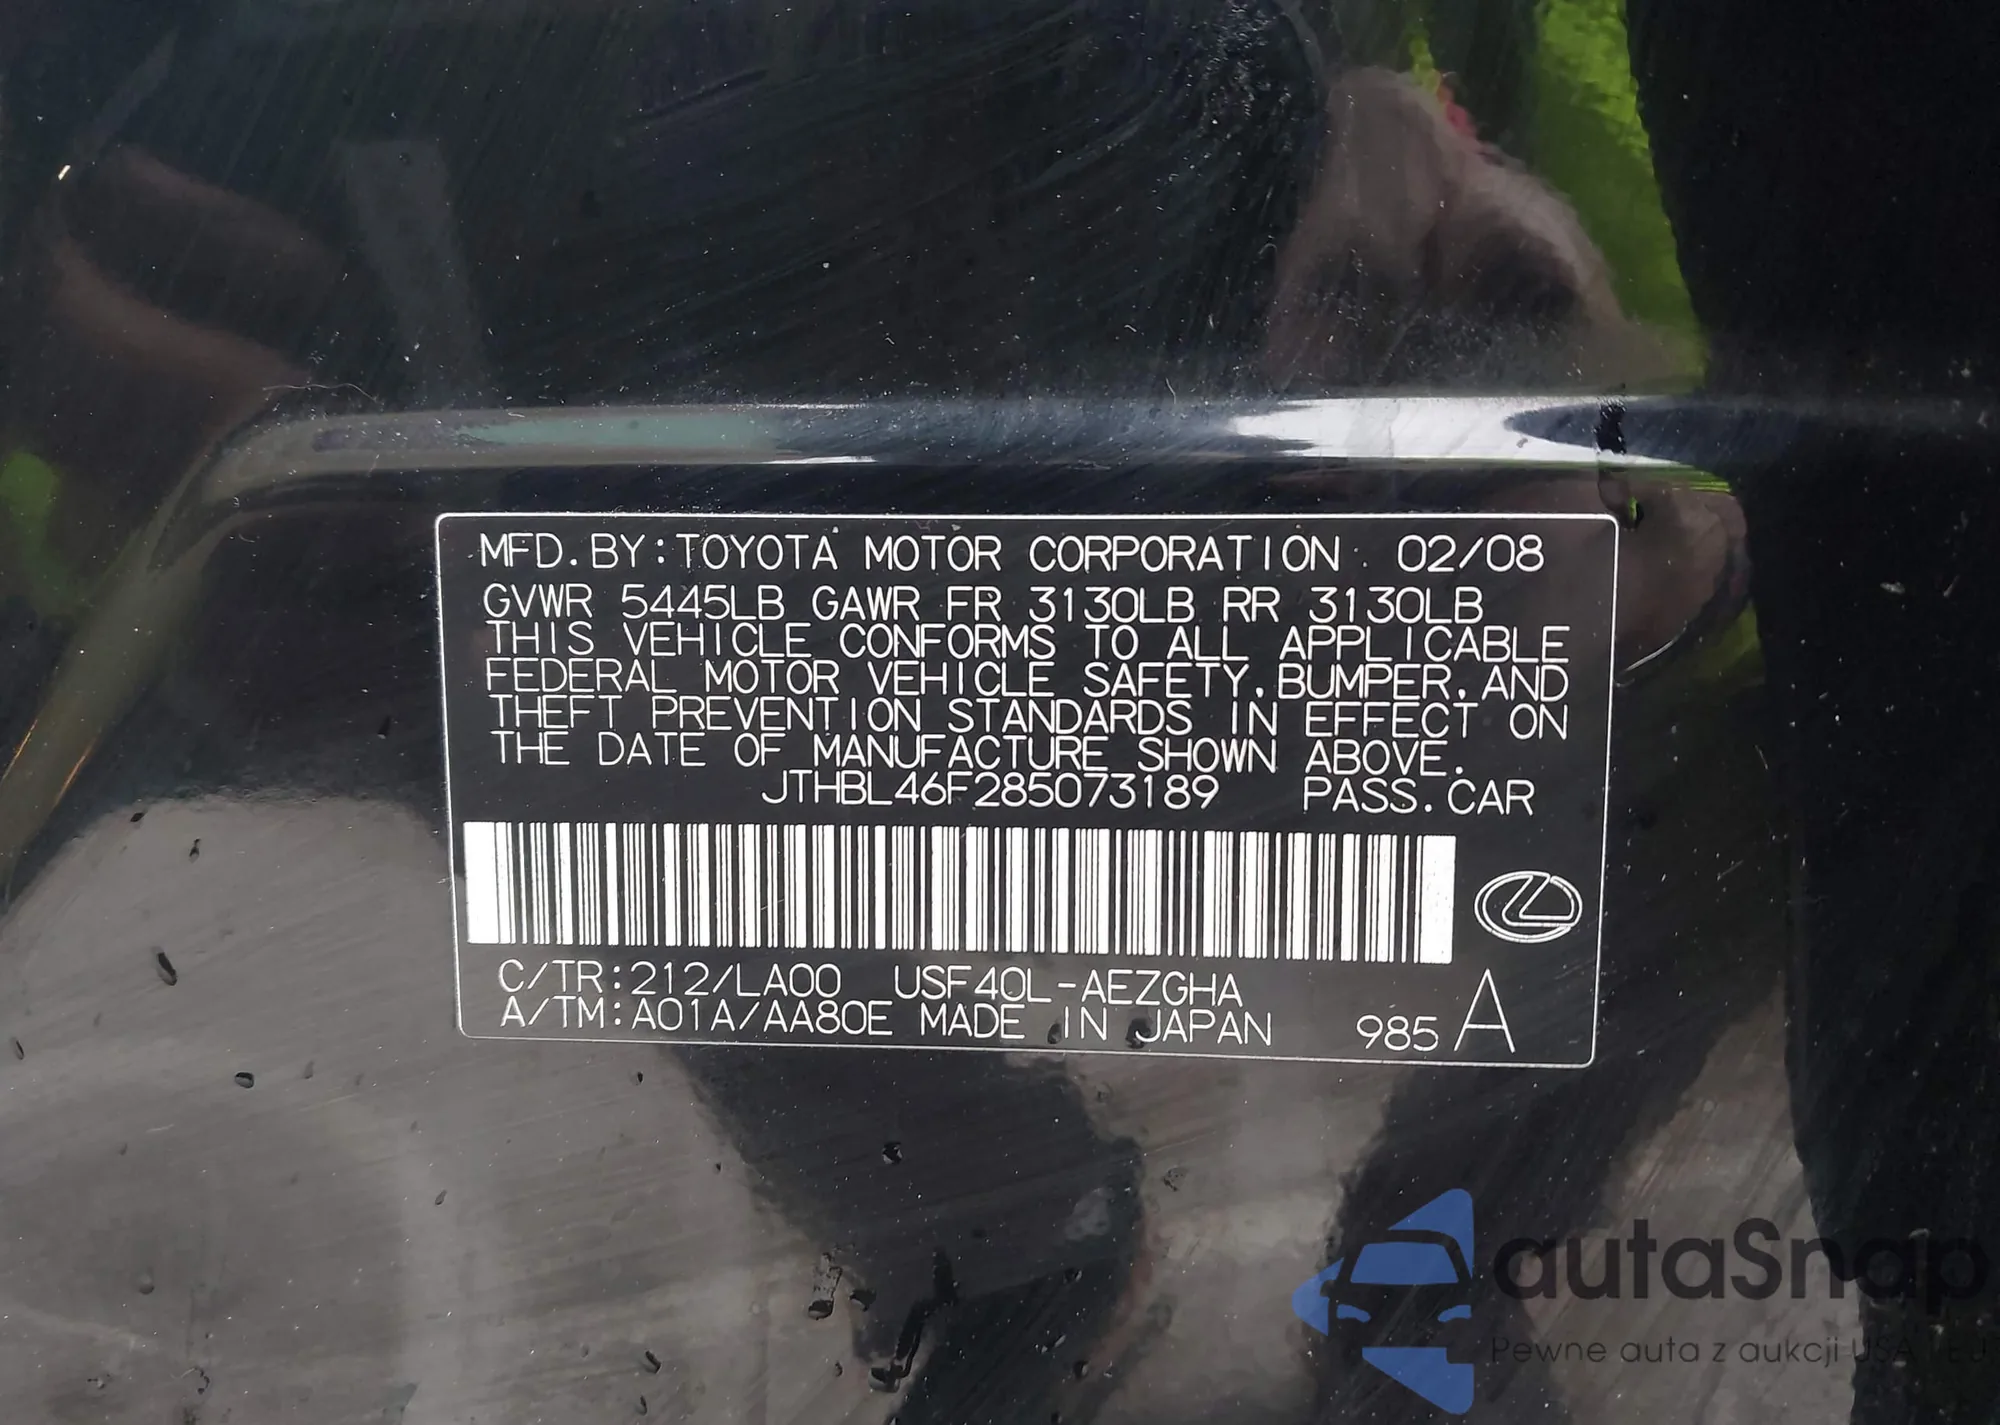 MFD. BY: TOYOTA MOTOR CORPORATION 02/08
GVWR 5445LB GAWR FR 3130LB RR 3130LB
THIS VEHICLE CONFORMS TO ALL APPLICABLE
FEDERAL MOTOR VEHICLE SAFETY, BUMPER, AND
THEFT PREVENTION STANDARDS IN EFFECT ON
THE DATE OF MANUFACTURE SHOWN ABOVE.
JTHBL46F285073189 PASS. CAR
C/TR: 212/LA00 USF40L-AEZGHA
A/TM: A01A/AA80E MADE IN JAPAN 985 A
autaSnap
Pewne auta z aukcji USA i EU